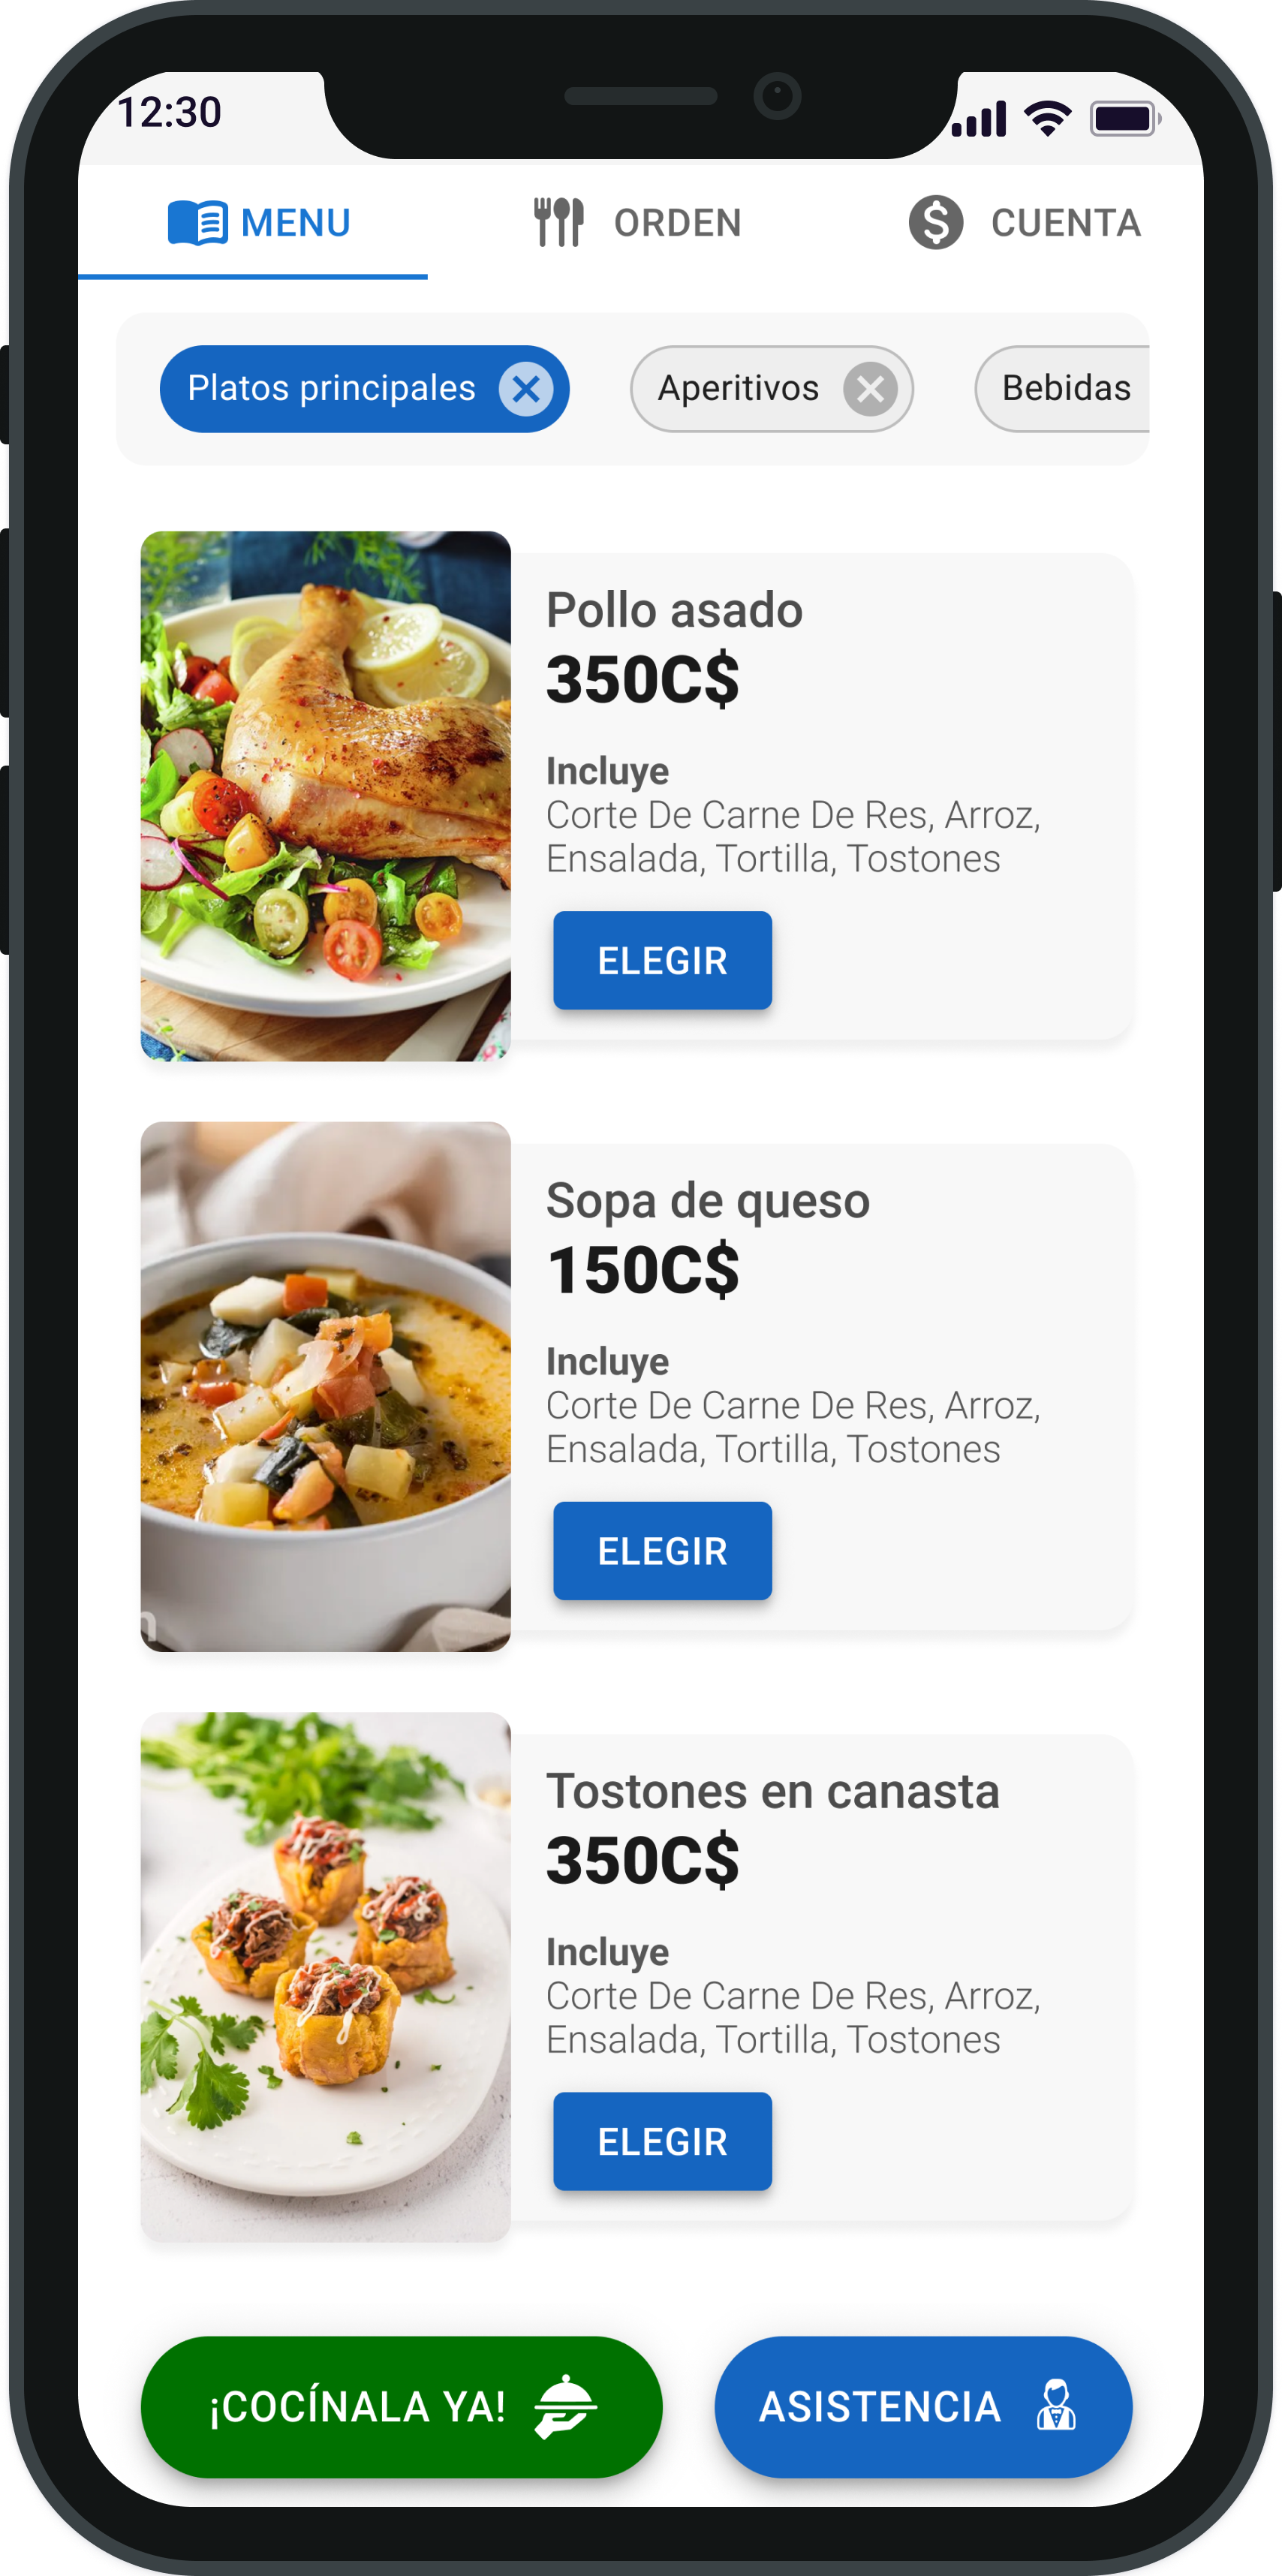 12:30
MENU
ORDEN
CUENTA
Platos principales
Aperitivos
Bebidas
Pollo asado
350C$
Incluye
Corte De Carne De Res, Arroz,
Ensalada, Tortilla, Tostones
ELEGIR
Sopa de queso
150C$
Incluye
Corte De Carne De Res, Arroz,
Ensalada, Tortilla, Tostones
ELEGIR
Tostones en canasta
350C$
Incluye
Corte De Carne De Res, Arroz,
Ensalada, Tortilla, Tostones
ELEGIR
¡COCÍNALA YA!
ASISTENCIA